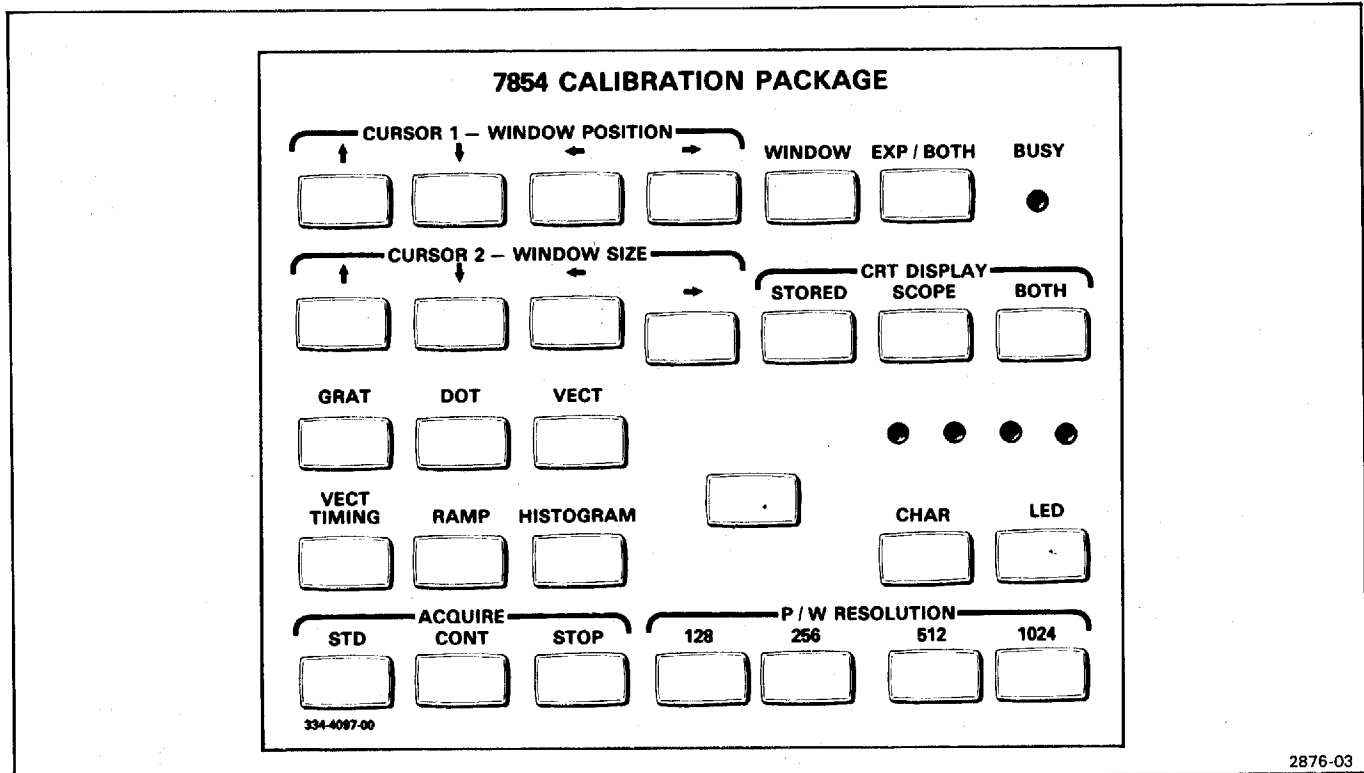 7854 CALIBRATION PACKAGE
CURSOR 1 – WINDOW POSITION
↑ ↓ ← →
WINDOW EXP / BOTH BUSY
CURSOR 2 – WINDOW SIZE
↑ ↓ ← →
CRT DISPLAY
STORED SCOPE BOTH
GRAT DOT VECT
VECT
TIMING RAMP HISTOGRAM
CHAR LED
ACQUIRE
STD CONT STOP
P / W RESOLUTION
128 256 512 1024
334-4097-00
2876-03